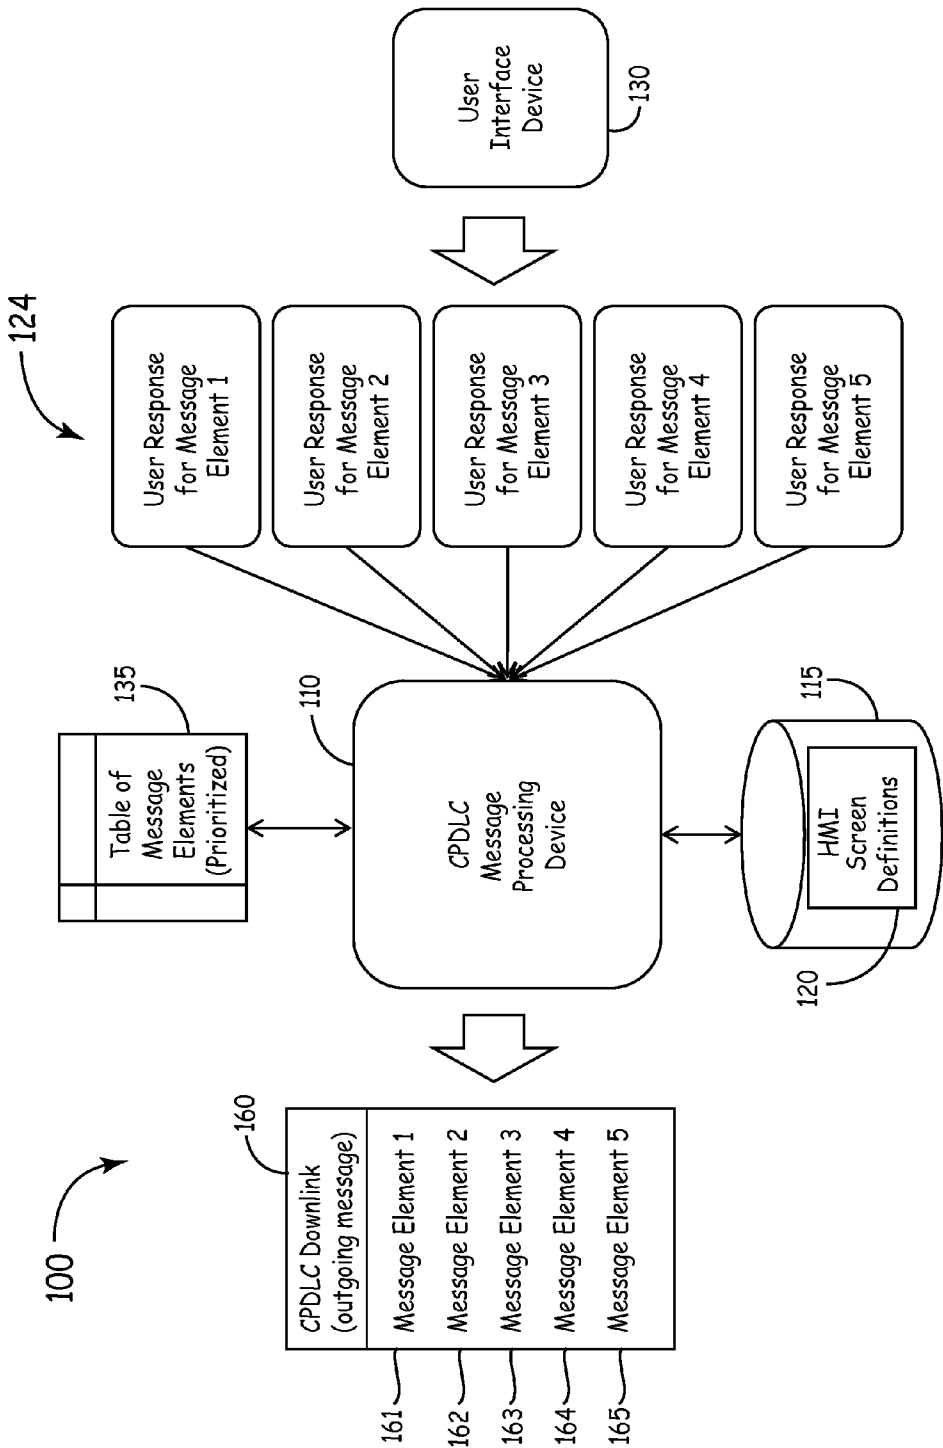 100
124
CPDLC Downlink
(outgoing message)
160
Message Element 1
Message Element 2
Message Element 3
Message Element 4
Message Element 5
161
162
163
164
165
Table of
Message
Elements
(Prioritized)
135
CPDLC
Message
Processing
Device
110
HMI
Screen
Definitions
115
120
User Response
for Message
Element 1
User Response
for Message
Element 2
User Response
for Message
Element 3
User Response
for Message
Element 4
User Response
for Message
Element 5
User
Interface
Device
130